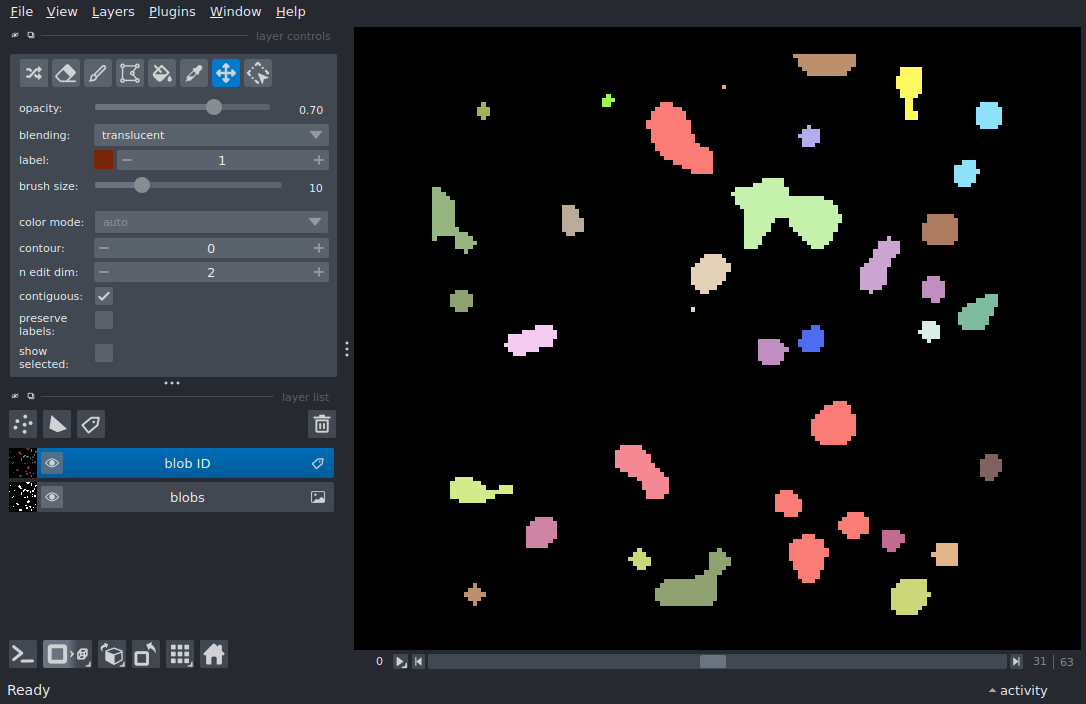 File View Layers Plugins Window Help
layer controls
opacity: 0.70
blending: translucent
label: 1
brush size: 10
color mode: auto
contour: 0
n edit dim: 2
contiguous:
preserve
labels:
show
selected:
layer list
blob ID
blobs
0 31 | 63
Ready activity